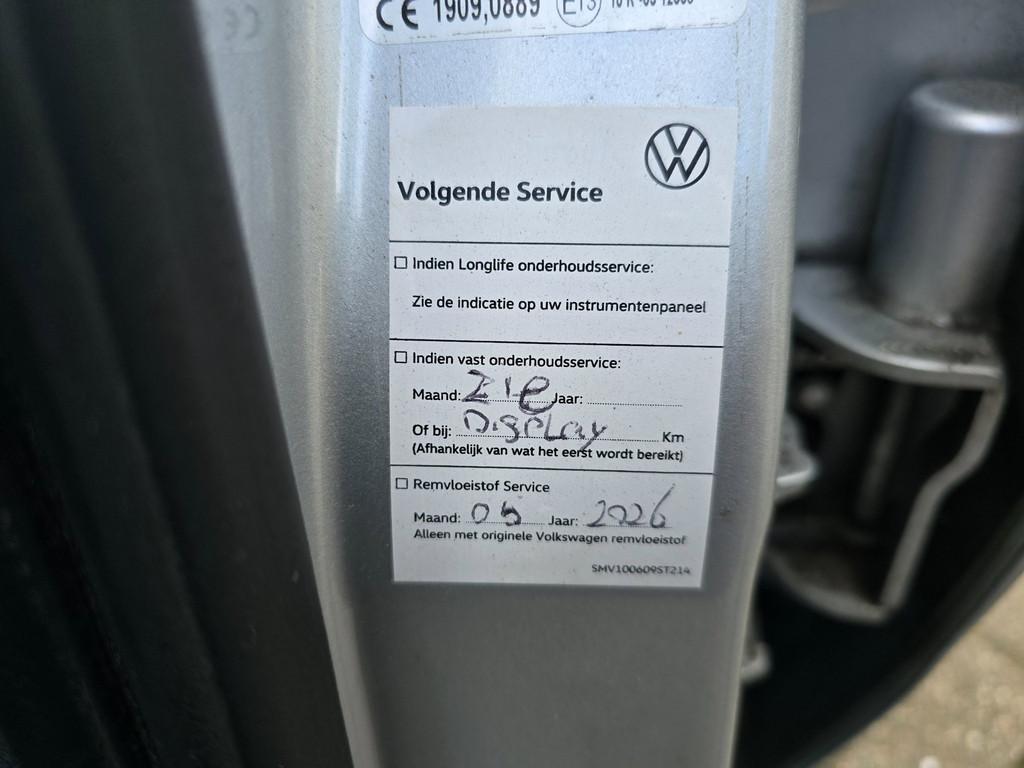 CE 1909,0889 E13
Volgende Service
☐ Indien Longlife onderhoudsservice:
Zie de indicatie op uw instrumentenpaneel
☐ Indien vast onderhoudsservice:
Maand: Zie Jaar:
Of bij: Display Km
(Afhankelijk van wat het eerst wordt bereikt)
☐ Remvloeistof Service
Maand: 05 Jaar: 2026
Alleen met originele Volkswagen remvloeistof
SMV100609ST214